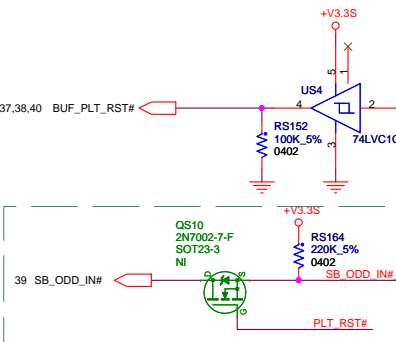 +V3.3S
5
1
US4
37,38,40 BUF_PLT_RST#
4
2
RS152
100K_5%
0402
3
74LVC1G
+V3.3S
QS10
2N7002-7-F
SOT23-3
NI
RS164
220K_5%
0402
39 SB_ODD_IN#
D
S
SB_ODD_IN#
G
PLT_RST#